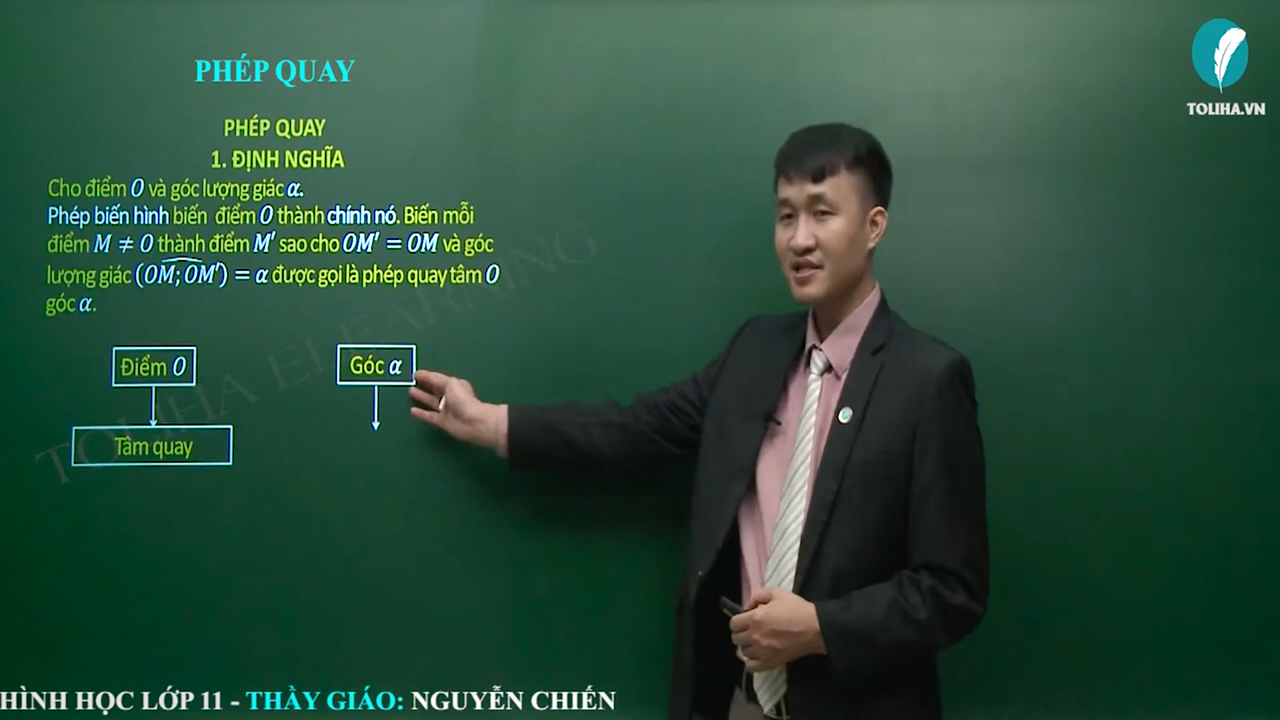 PHÉP QUAY
TOLIHA.VN
PHÉP QUAY
1. ĐỊNH NGHĨA
Cho điểm O và góc lượng giác α.
Phép biến hình biến điểm O thành chính nó. Biến mỗi
điểm M ≠ O thành điểm M′ sao cho OM′ = OM và góc
lượng giác (OM; OM′) = α được gọi là phép quay tâm O
góc α.
Điểm O
Góc α
Tâm quay
TOLIHA ELEARNING
HÌNH HỌC LỚP 11 - THẦY GIÁO: NGUYỄN CHIẾN